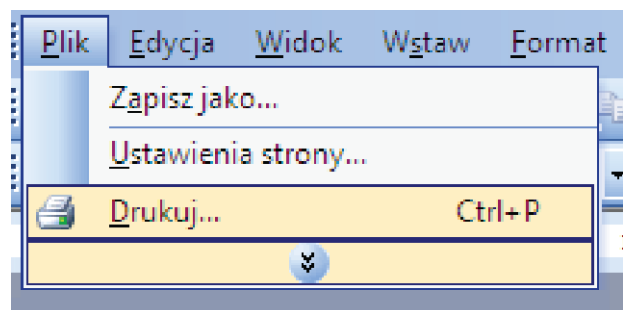 Plik Edycja Widok Wstaw Format
Zapisz jako...
Ustawienia strony...
Drukuj... Ctrl+P